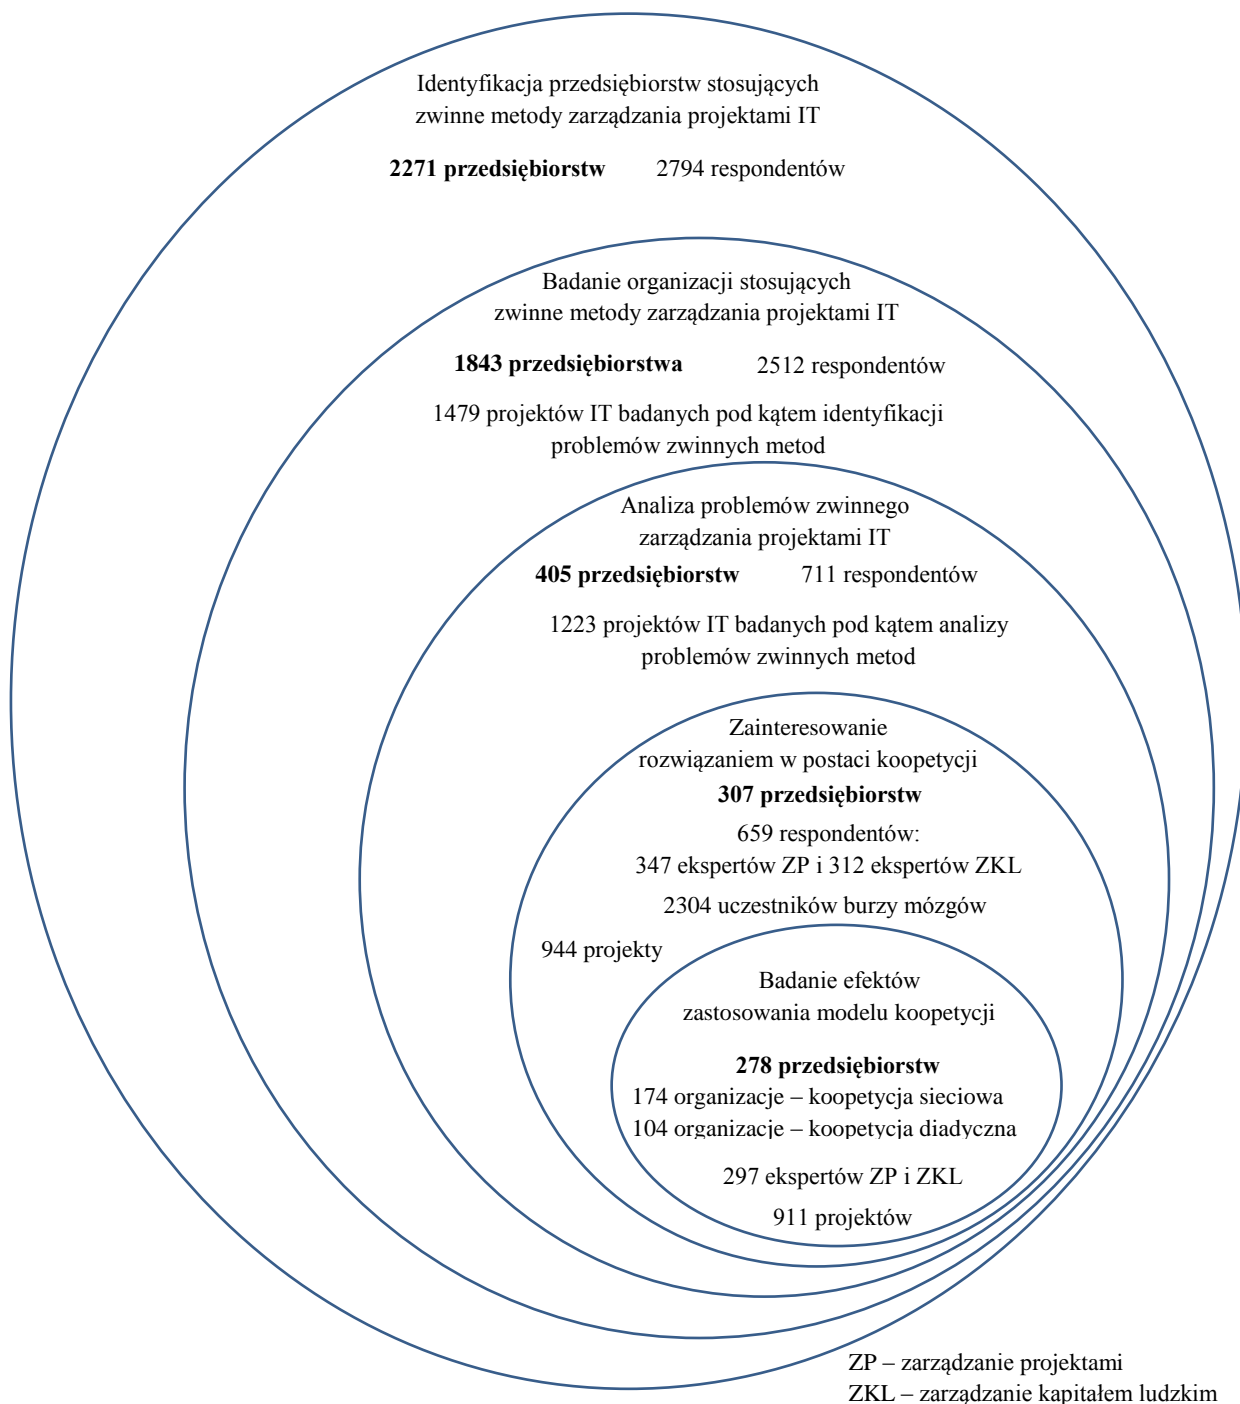 Identyfikacja przedsiębiorstw stosujących
zwinne metody zarządzania projektami IT
2271 przedsiębiorstw 2794 respondentów
Badanie organizacji stosujących
zwinne metody zarządzania projektami IT
1843 przedsiębiorstwa 2512 respondentów
1479 projektów IT badanych pod kątem identyfikacji
problemów zwinnych metod
Analiza problemów zwinnego
zarządzania projektami IT
405 przedsiębiorstw 711 respondentów
1223 projektów IT badanych pod kątem analizy
problemów zwinnych metod
Zainteresowanie
rozwiązaniem w postaci koopetycji
307 przedsiębiorstw
659 respondentów:
347 ekspertów ZP i 312 ekspertów ZKL
2304 uczestników burzy mózgów
944 projekty
Badanie efektów
zastosowania modelu koopetycji
278 przedsiębiorstw
174 organizacje – koopetycja sieciowa
104 organizacje – koopetycja diadyczna
297 ekspertów ZP i ZKL
911 projektów
ZP – zarządzanie projektami
ZKL – zarządzanie kapitałem ludzkim